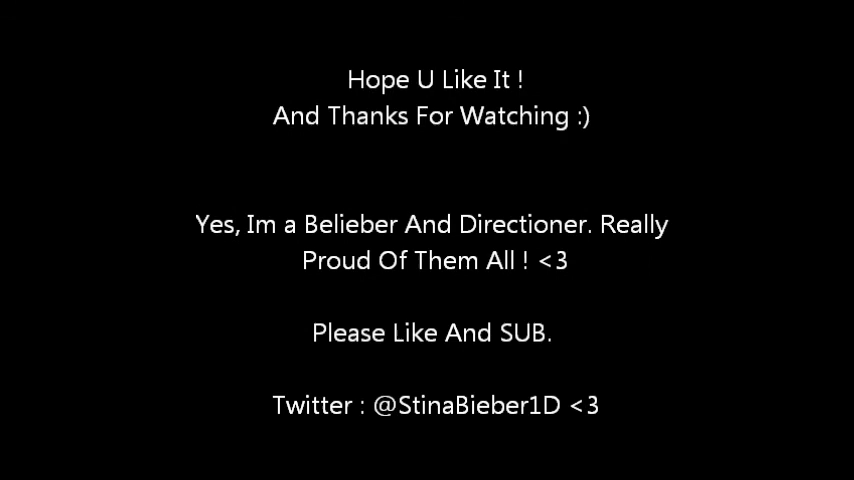 Hope U Like It !
And Thanks For Watching :)
Yes, Im a Belieber And Directioner. Really
Proud Of Them All ! <3
Please Like And SUB.
Twitter : @StinaBieber1D <3